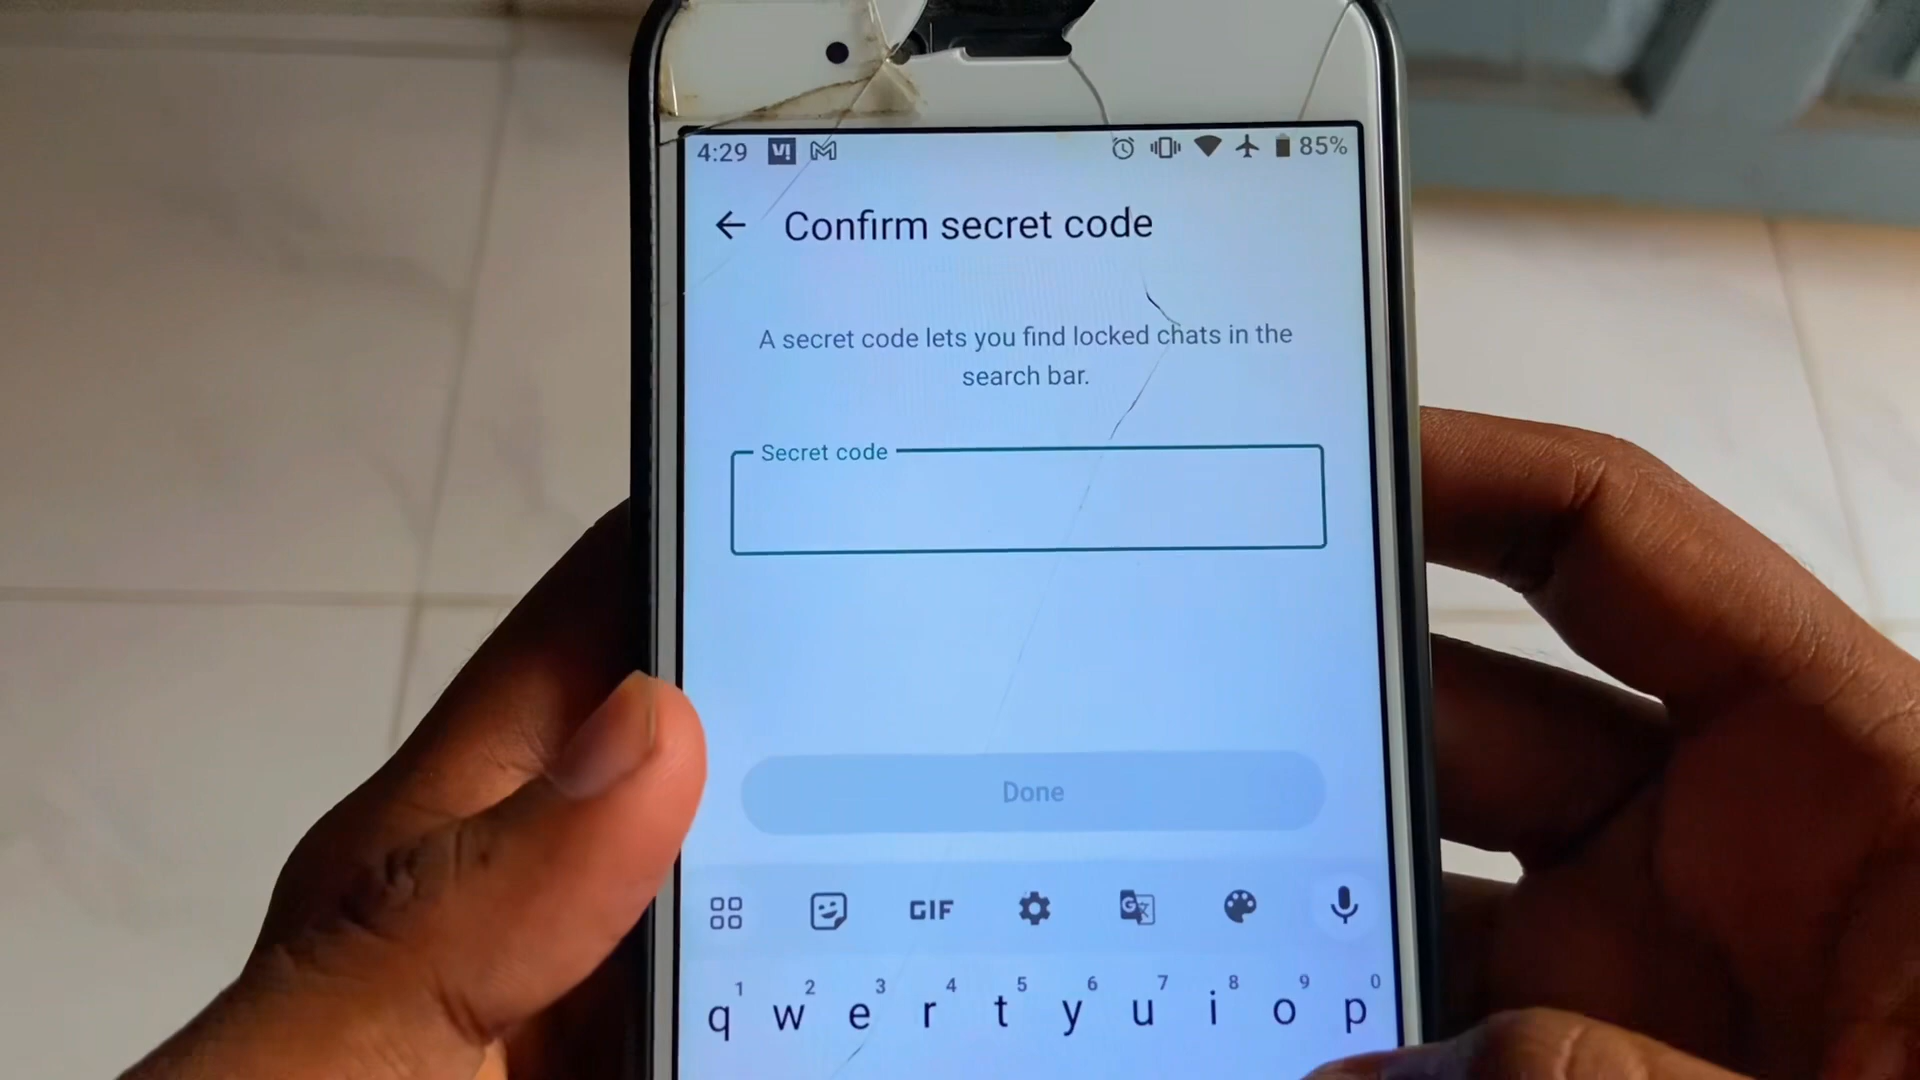 4:29 V! 85%
Confirm secret code
A secret code lets you find locked chats in the
search bar.
Secret code
Done
GIF G
1 2 3 4 5 6 7 8 9 0
q w e r t y u i o p